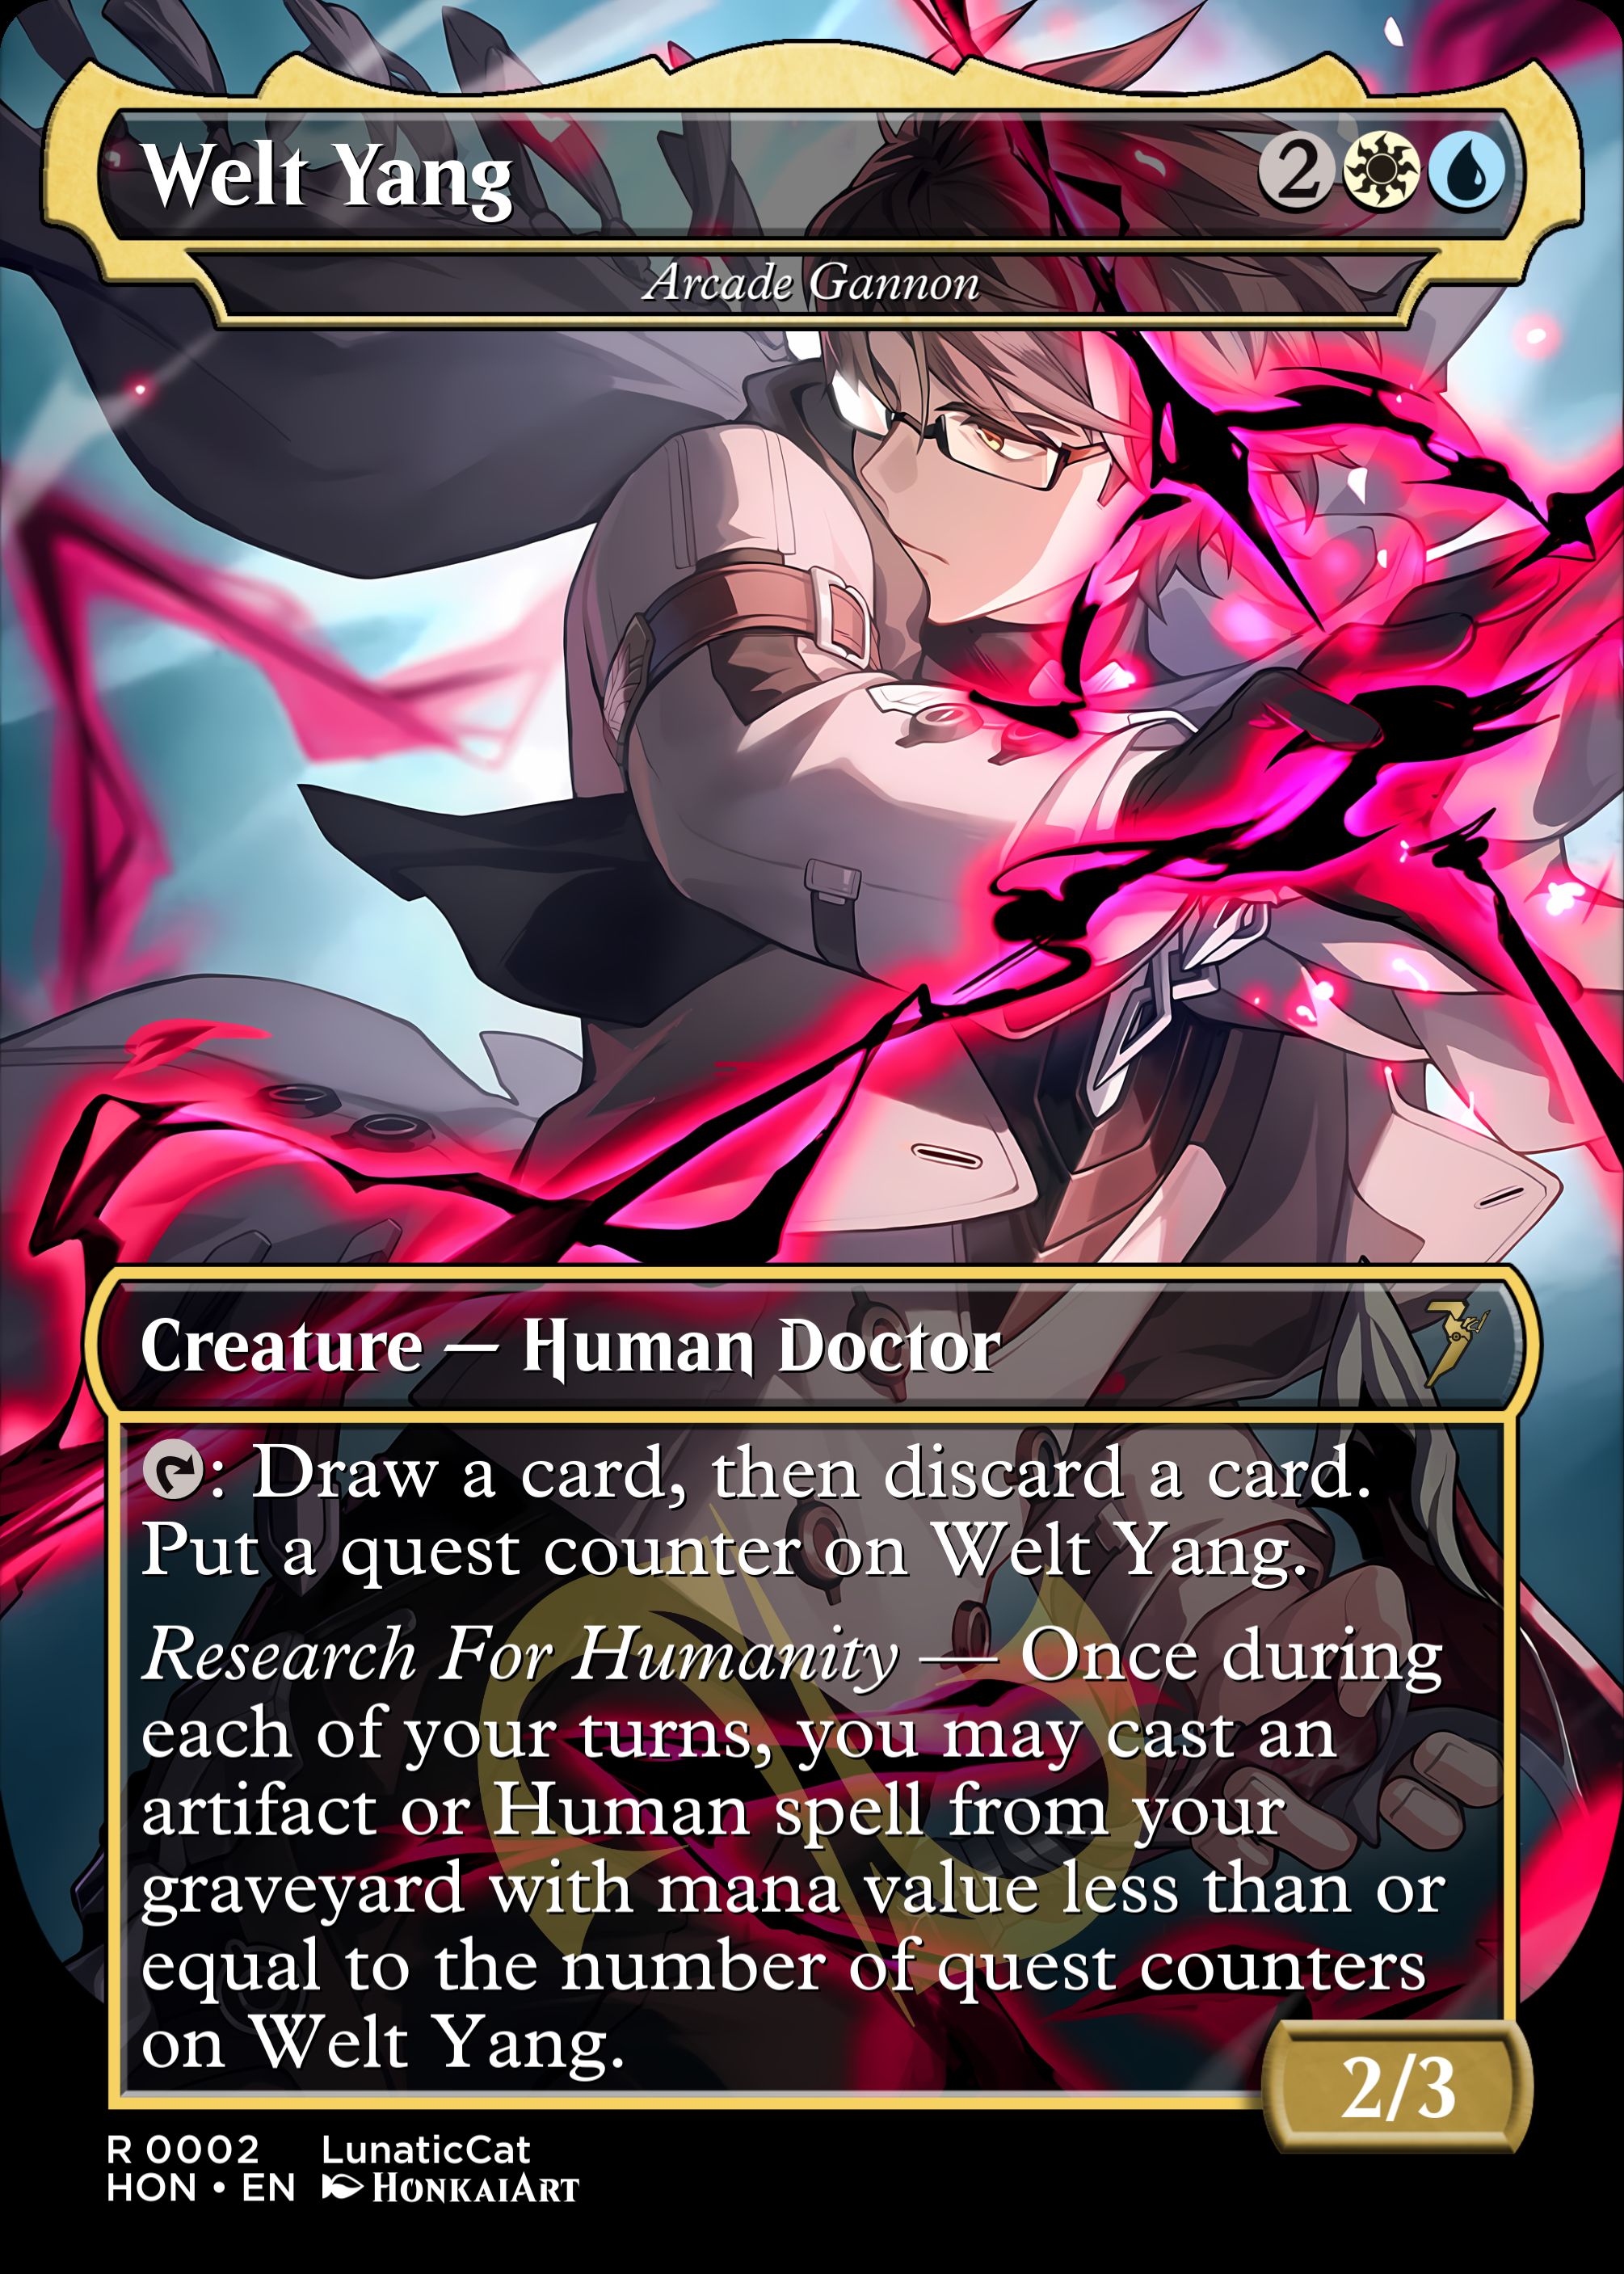 Welt Yang 2
Arcade Gannon
Creature — Human Doctor
: Draw a card, then discard a card.
Put a quest counter on Welt Yang.
Research For Humanity — Once during
each of your turns, you may cast an
artifact or Human spell from your
graveyard with mana value less than or
equal to the number of quest counters
on Welt Yang.
2/3
R 0002 LunaticCat
HON • EN HONKAIART